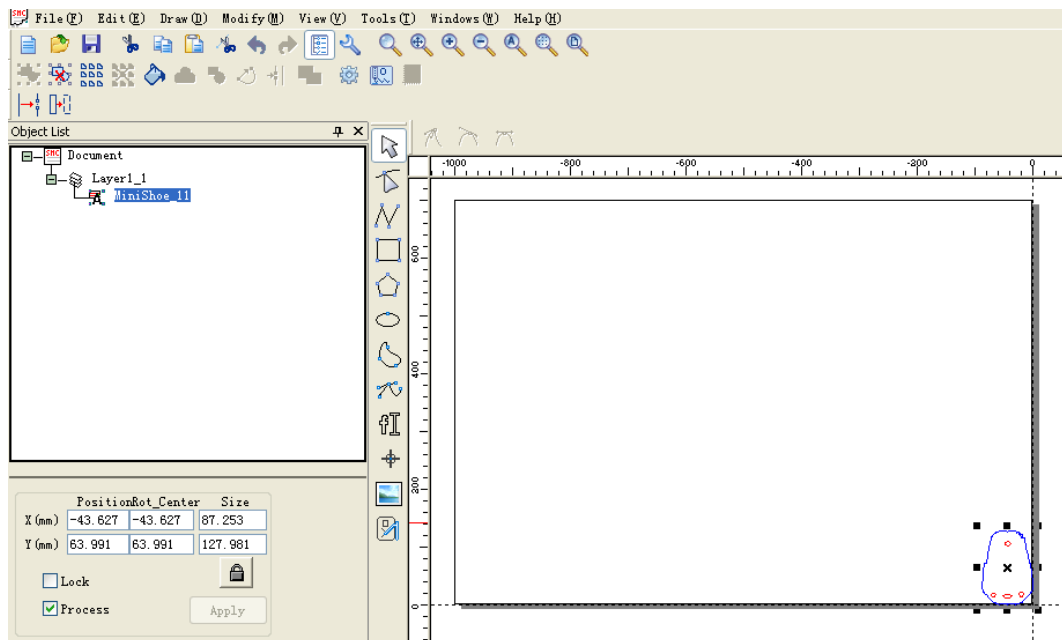 SMC File(F) Edit(E) Draw(D) Modify(M) View(V) Tools(T) Windows(W) Help(H)
Object List
SMC Document
Layer1_1
MiniShoe_11
-1000 -800 -600 -400 -200 0
600
400
200
0
Position Rot_Center Size
X(mm) -43.627 -43.627 87.253
Y(mm) 63.991 63.991 127.981
Lock
Process Apply